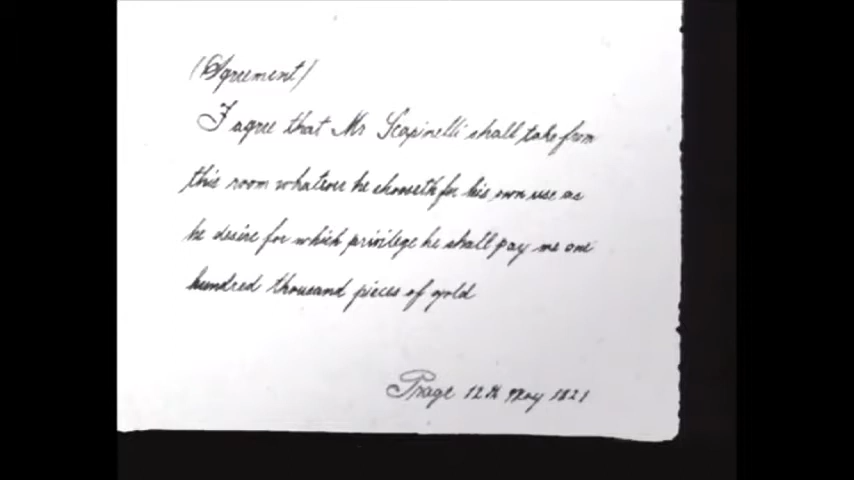 (Agreement)
I agree that Mr Scapinelli shall take from
this room whatever he chooseth for his own use as
he desire for which privilege he shall pay me one
hundred thousand pieces of gold
Prage 12th May 1821